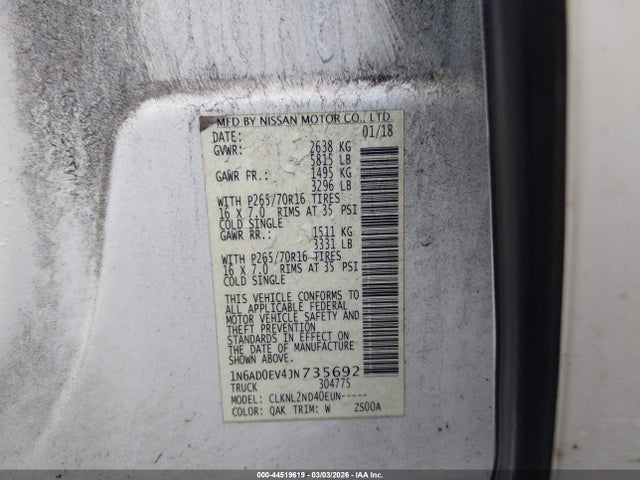 MFD BY NISSAN MOTOR CO., LTD.
DATE: 01/18
GVWR: 2638 KG
5815 LB
GAWR FR.: 1495 KG
3296 LB
WITH P265/70R16 TIRES
16 X 7.0 RIMS AT 35 PSI
COLD SINGLE
GAWR RR.: 1511 KG
3331 LB
WITH P265/70R16 TIRES
16 X 7.0 RIMS AT 35 PSI
COLD SINGLE
THIS VEHICLE CONFORMS TO
ALL APPLICABLE FEDERAL
MOTOR VEHICLE SAFETY AND
THEFT PREVENTION
STANDARDS IN EFFECT ON
DATE OF MANUFACTURE
SHOWN ABOVE.
1N6AD0EV4JN735692
TRUCK 304775
MODEL: CLKNL2ND40EUN-----
COLOR: QAK TRIM: W ZS00A
000-44519619 | 03/03/2026 - IAA Inc.